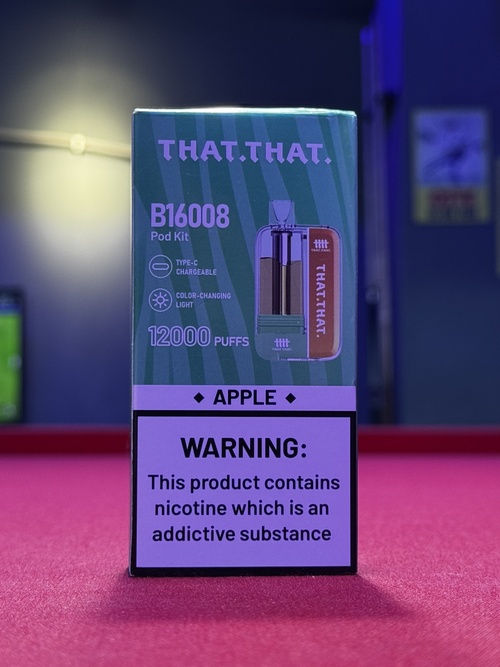 THAT.THAT.
B16008
Pod Kit
TYPE-C
CHARGEABLE
COLOR-CHANGING
LIGHT
12000 PUFFS
THAT.THAT.
APPLE
WARNING:
This product contains
nicotine which is an
addictive substance